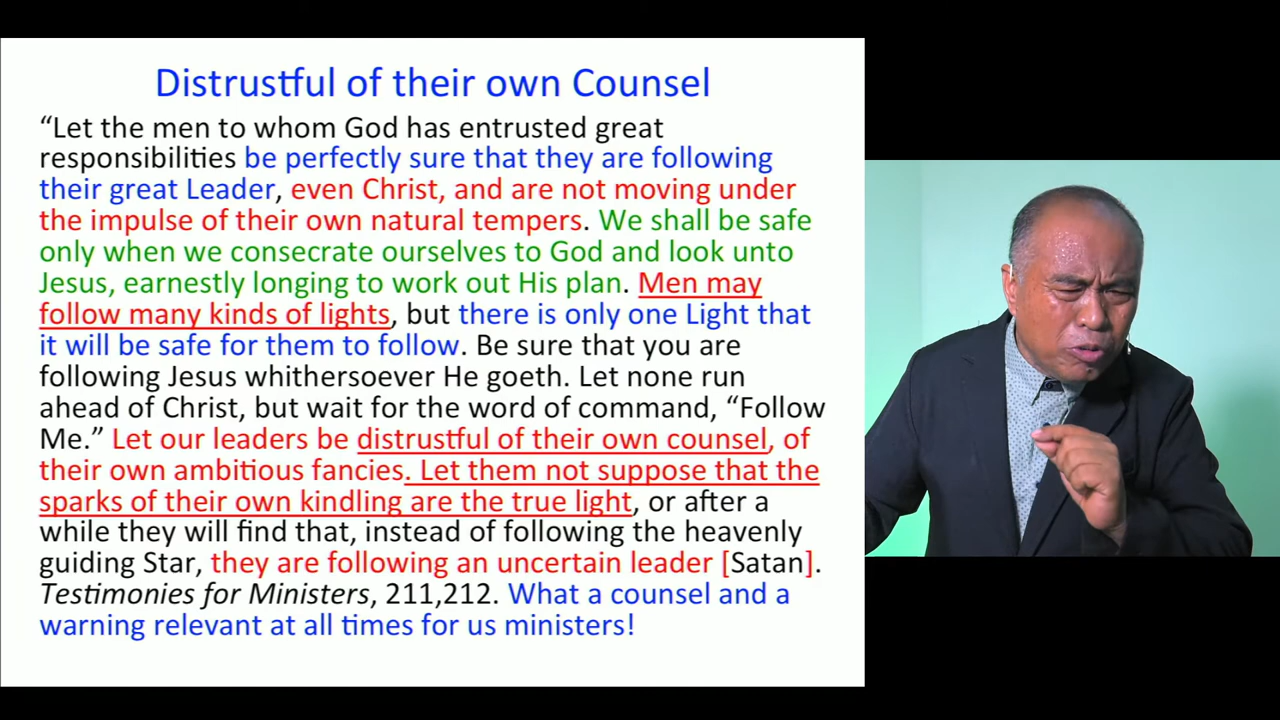 Distrustful of their own Counsel
“Let the men to whom God has entrusted great
responsibilities be perfectly sure that they are following
their great Leader, even Christ, and are not moving under
the impulse of their own natural tempers. We shall be safe
only when we consecrate ourselves to God and look unto
Jesus, earnestly longing to work out His plan. Men may
follow many kinds of lights, but there is only one Light that
it will be safe for them to follow. Be sure that you are
following Jesus whithersoever He goeth. Let none run
ahead of Christ, but wait for the word of command, “Follow
Me.” Let our leaders be distrustful of their own counsel, of
their own ambitious fancies. Let them not suppose that the
sparks of their own kindling are the true light, or after a
while they will find that, instead of following the heavenly
guiding Star, they are following an uncertain leader [Satan].
Testimonies for Ministers, 211,212. What a counsel and a
warning relevant at all times for us ministers!